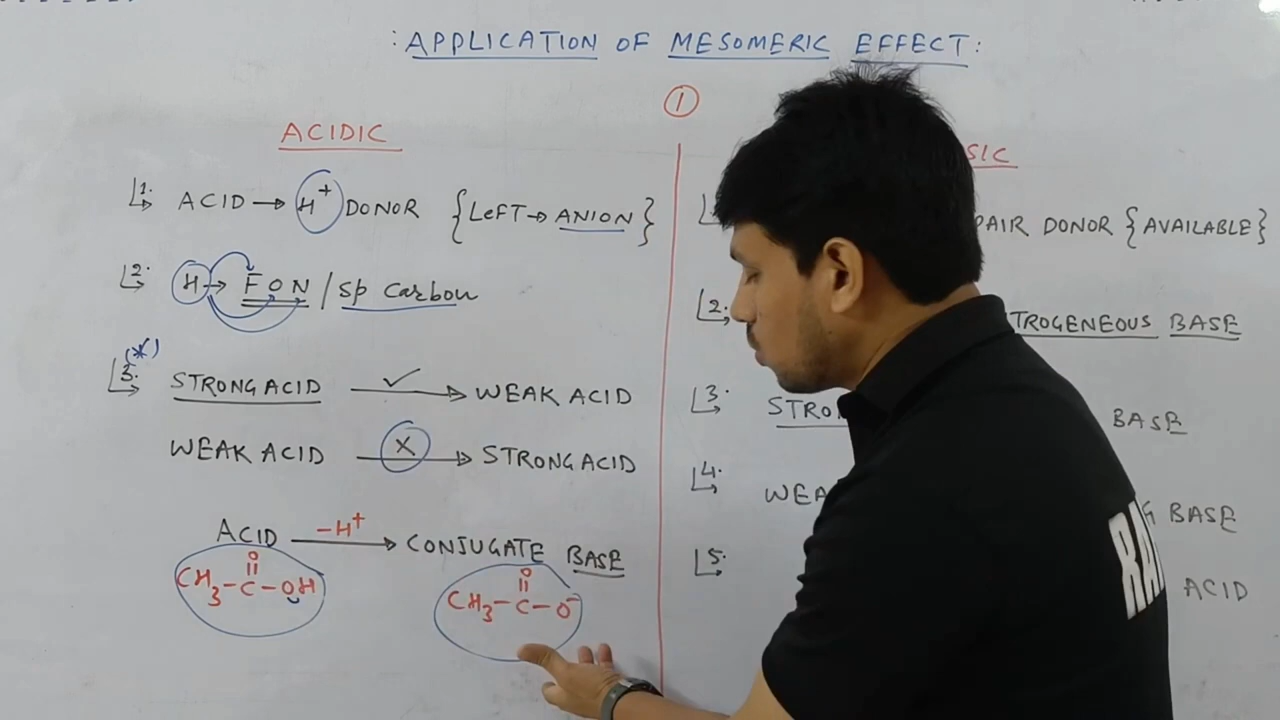 : APPLICATION OF MESOMERIC EFFECT :
①
ACIDIC
1. ACID → H⁺ DONOR {LEFT → ANION}
2. H → F O N / SP Carbon
(*)
3. STRONG ACID → WEAK ACID
WEAK ACID X → STRONG ACID
ACID -H⁺ → CONJUGATE BASE
CH₃-C-OH
O
CH₃-C-O⁻
O
SIC
PAIR DONOR {AVAILABLE}
2. TROGENEOUS BASE
3. STRO BASE
4. WEA G BASE
5. ACID
RA